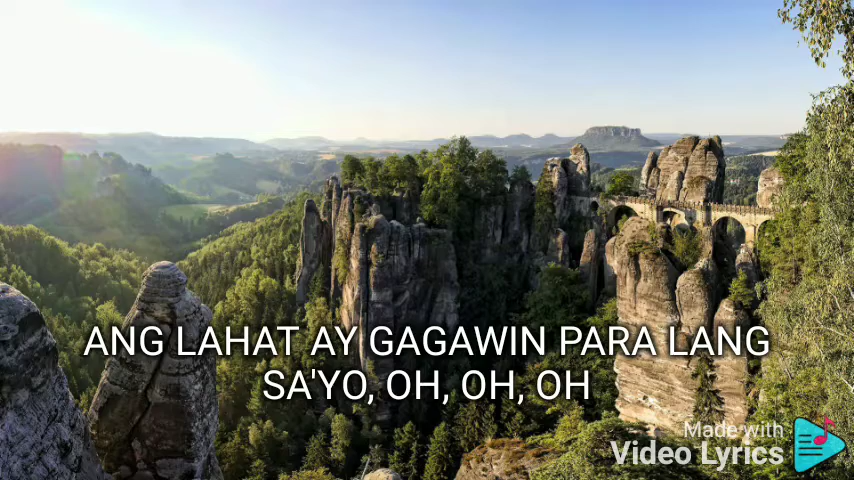 ANG LAHAT AY GAGAWIN PARA LANG
SA'YO, OH, OH, OH
Made with
Video Lyrics